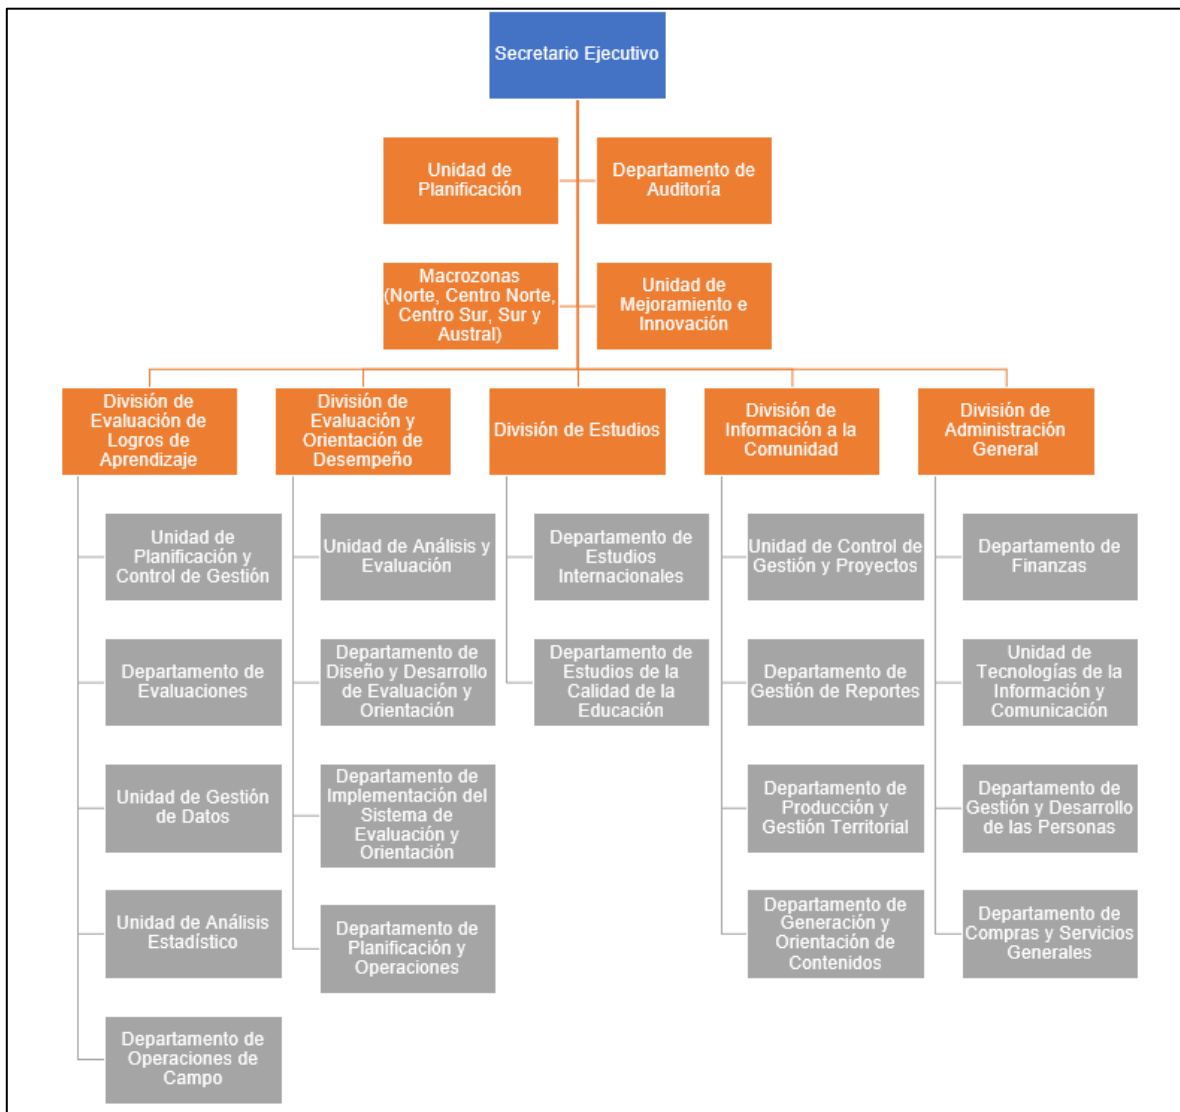 Secretario Ejecutivo
Unidad de
Planificación
Departamento de
Auditoría
Macrozonas
(Norte, Centro Norte,
Centro Sur, Sur y
Austral)
Unidad de
Mejoramiento e
Innovación
División de
Evaluación de
Logros de
Aprendizaje
División de
Evaluación y
Orientación de
Desempeño
División de Estudios
División de
Información a la
Comunidad
División de
Administración
General
Unidad de
Planificación y
Control de Gestión
Unidad de Análisis y
Evaluación
Departamento de
Estudios
Internacionales
Unidad de Control de
Gestión y Proyectos
Departamento de
Finanzas
Departamento de
Evaluaciones
Departamento de
Diseño y Desarrollo
de Evaluación y
Orientación
Departamento de
Estudios de la
Calidad de la
Educación
Departamento de
Gestión de Reportes
Unidad de
Tecnologías de la
Información y
Comunicación
Unidad de Gestión
de Datos
Departamento de
Implementación del
Sistema de
Evaluación y
Orientación
Departamento de
Producción y
Gestión Territorial
Departamento de
Gestión y Desarrollo
de las Personas
Unidad de Análisis
Estadístico
Departamento de
Planificación y
Operaciones
Departamento de
Generación y
Orientación de
Contenidos
Departamento de
Compras y Servicios
Generales
Departamento de
Operaciones de
Campo